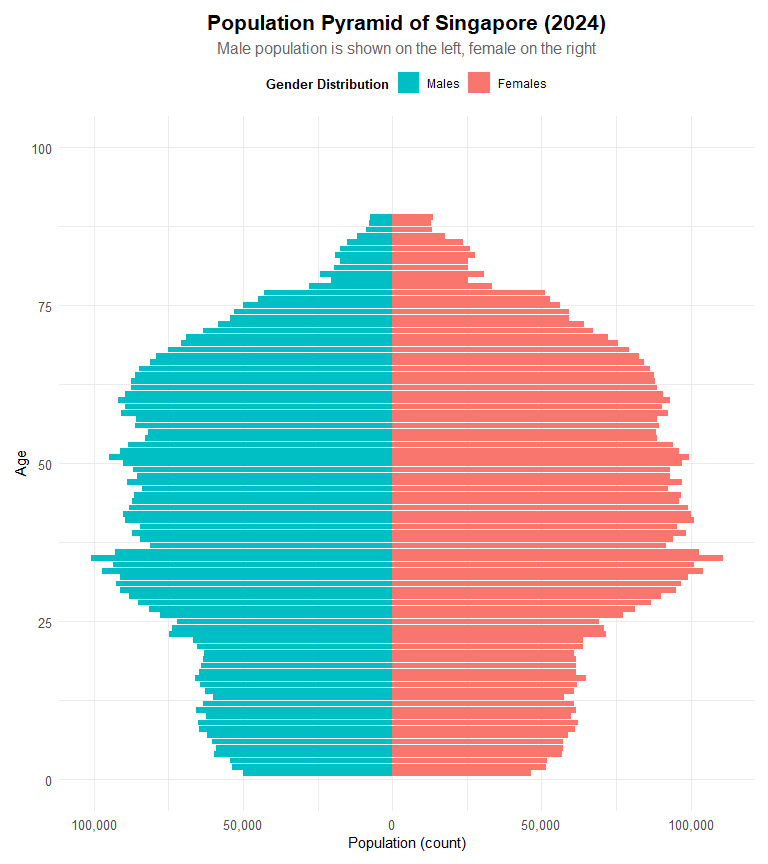 Population Pyramid of Singapore (2024)
Male population is shown on the left, female on the right
Gender Distribution Males Females
100
75
50
25
0
Age
100,000 50,000 0 50,000 100,000
Population (count)